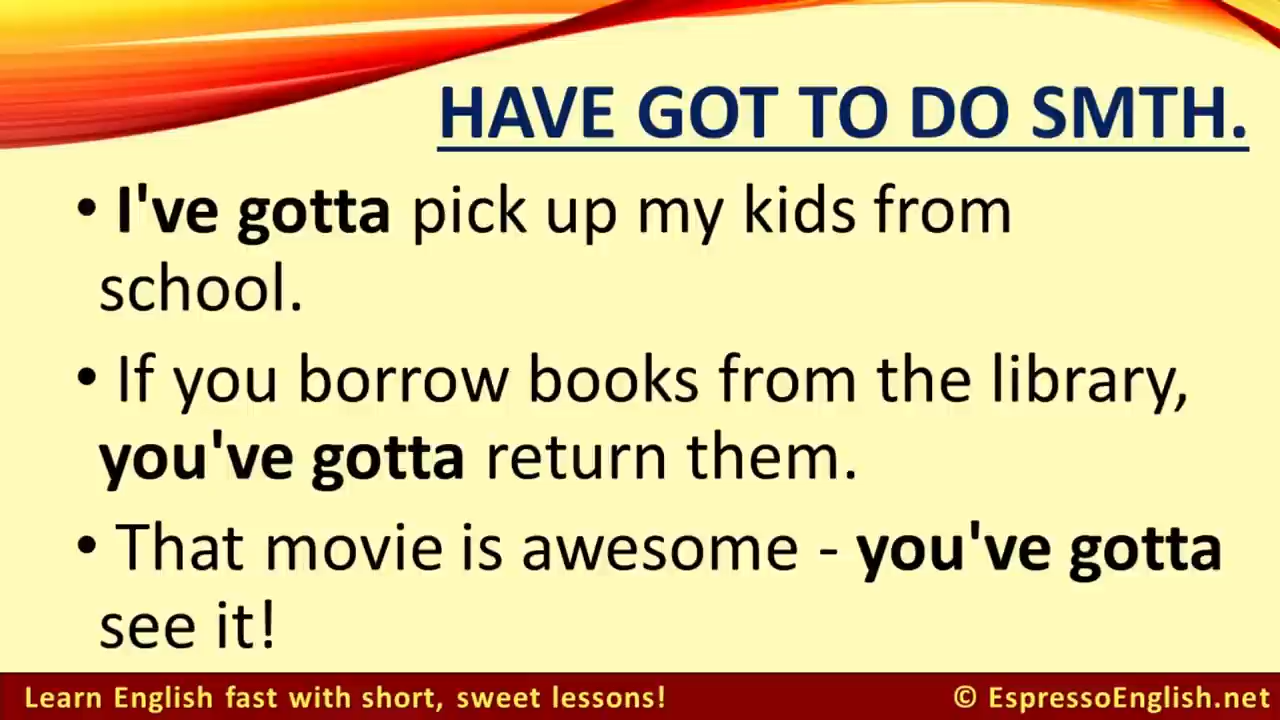 HAVE GOT TO DO SMTH.
• I've gotta pick up my kids from
school.
• If you borrow books from the library,
you've gotta return them.
• That movie is awesome - you've gotta
see it!
Learn English fast with short, sweet lessons!
© EspressoEnglish.net